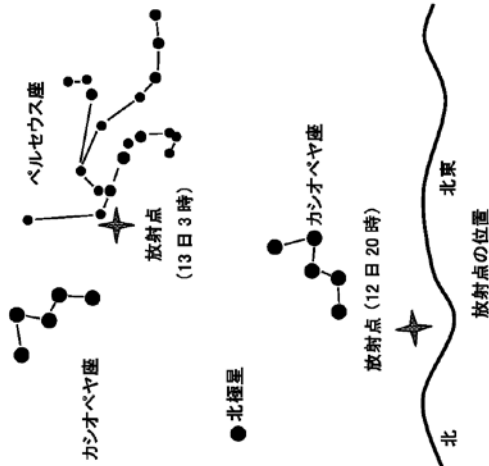 カシオペヤ座
ペルセウス座
放射点
(13日3時)
北極星
カシオペヤ座
放射点(12日20時)
北
北東
放射点の位置